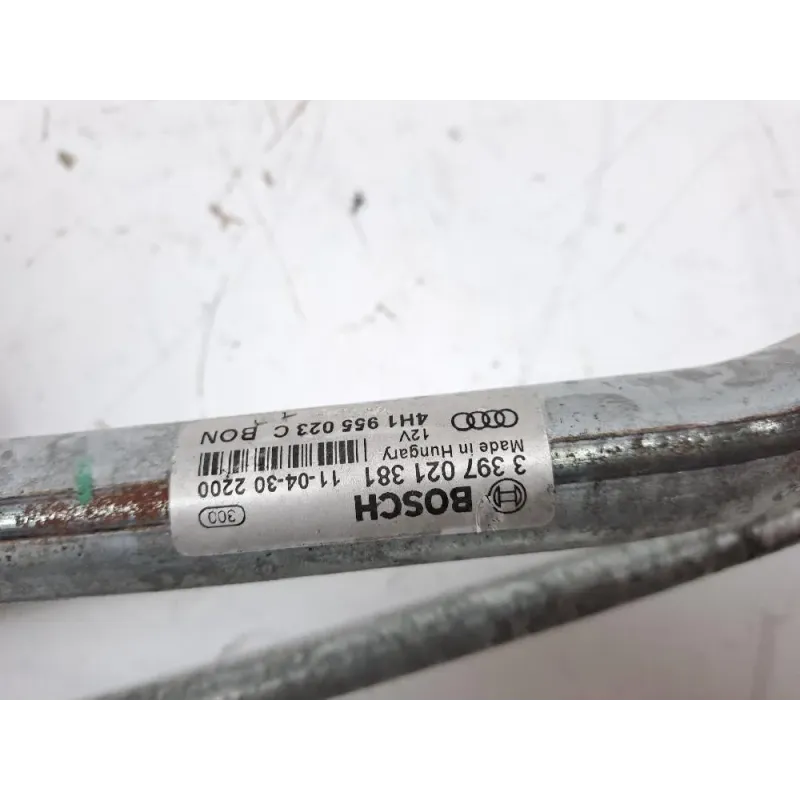 BOSCH
300
3 397 021 381 11-04-30 2200
Made in Hungary
12V
4H1 955 023 C BON